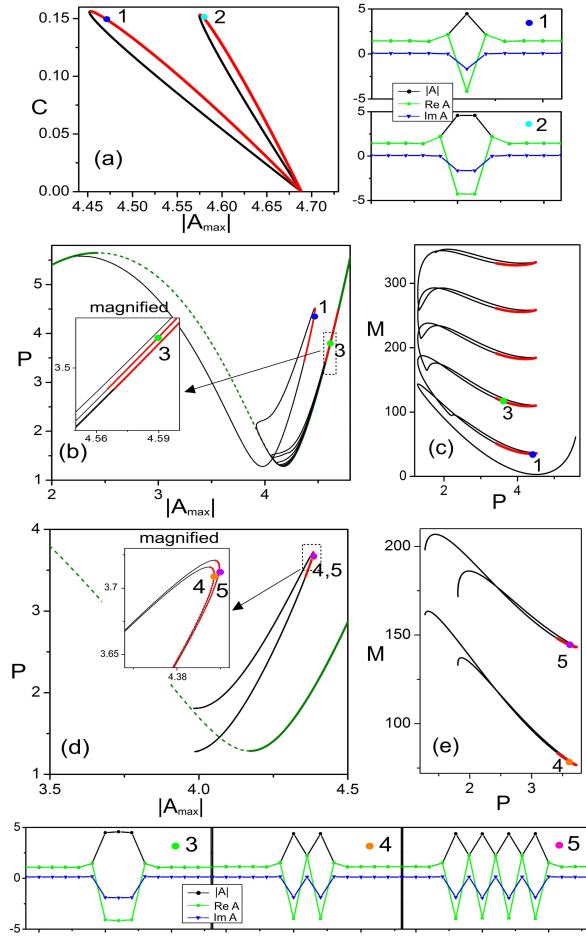 0.15
0.10
0.05
0.00
C
(a)
1
2
4.45 4.50 4.55 4.60 4.65 4.70
|A_max|
5
0
-5
1
|A|
Re A
Im A
5
0
-5
2
5
4
3
2
1
P
(b)
magnified
3.5
4.56 4.59
3
1
3
2 3 4
|A_max|
300
200
100
0
M
(c)
3
1
2 4
P
4
3
2
1
P
(d)
magnified
3.7
3.65
4.38
4 5
4,5
3.5 4.0 4.5
|A_max|
200
150
100
M
(e)
5
4
2 3
P
5
0
-5
3
|A|
Re A
Im A
4
5